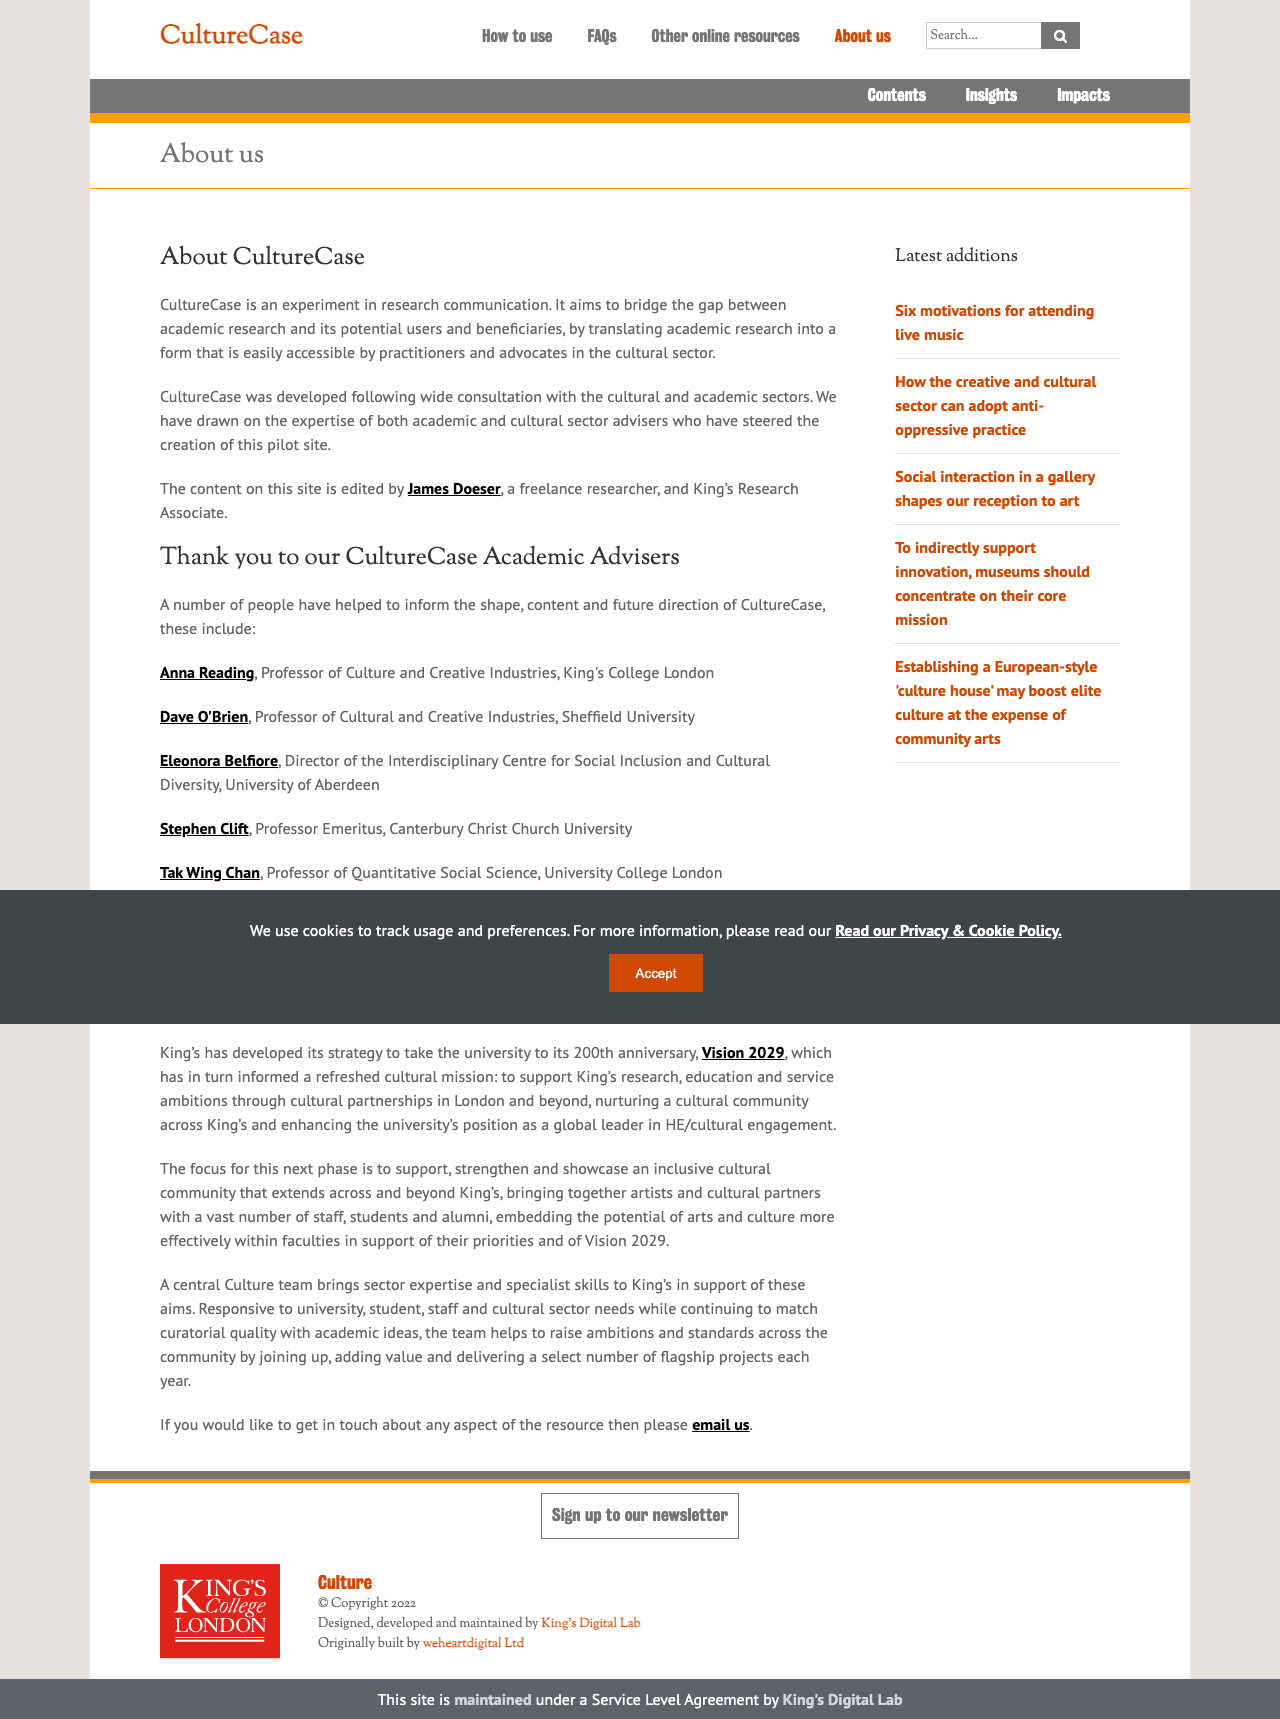 CultureCase
How to use
FAQs
Other online resources
About us
Search...
Contents
Insights
Impacts
About us
About CultureCase
CultureCase is an experiment in research communication. It aims to bridge the gap between
academic research and its potential users and beneficiaries, by translating academic research into a
form that is easily accessible by practitioners and advocates in the cultural sector.
CultureCase was developed following wide consultation with the cultural and academic sectors. We
have drawn on the expertise of both academic and cultural sector advisers who have steered the
creation of this pilot site.
The content on this site is edited by James Doeser, a freelance researcher, and King’s Research
Associate.
Thank you to our CultureCase Academic Advisers
A number of people have helped to inform the shape, content and future direction of CultureCase,
these include:
Anna Reading, Professor of Culture and Creative Industries, King's College London
Dave O'Brien, Professor of Cultural and Creative Industries, Sheffield University
Eleonora Belfiore, Director of the Interdisciplinary Centre for Social Inclusion and Cultural
Diversity, University of Aberdeen
Stephen Clift, Professor Emeritus, Canterbury Christ Church University
Tak Wing Chan, Professor of Quantitative Social Science, University College London
Latest additions
Six motivations for attending
live music
How the creative and cultural
sector can adopt anti-
oppressive practice
Social interaction in a gallery
shapes our reception to art
To indirectly support
innovation, museums should
concentrate on their core
mission
Establishing a European-style
'culture house' may boost elite
culture at the expense of
community arts
We use cookies to track usage and preferences. For more information, please read our Read our Privacy & Cookie Policy.
Accept
King’s has developed its strategy to take the university to its 200th anniversary, Vision 2029, which
has in turn informed a refreshed cultural mission: to support King’s research, education and service
ambitions through cultural partnerships in London and beyond, nurturing a cultural community
across King’s and enhancing the university’s position as a global leader in HE/cultural engagement.
The focus for this next phase is to support, strengthen and showcase an inclusive cultural
community that extends across and beyond King’s, bringing together artists and cultural partners
with a vast number of staff, students and alumni, embedding the potential of arts and culture more
effectively within faculties in support of their priorities and of Vision 2029.
A central Culture team brings sector expertise and specialist skills to King’s in support of these
aims. Responsive to university, student, staff and cultural sector needs while continuing to match
curatorial quality with academic ideas, the team helps to raise ambitions and standards across the
community by joining up, adding value and delivering a select number of flagship projects each
year.
If you would like to get in touch about any aspect of the resource then please email us.
Sign up to our newsletter
KING'S
College
LONDON
Culture
© Copyright 2022
Designed, developed and maintained by King's Digital Lab
Originally built by weheartdigital Ltd
This site is maintained under a Service Level Agreement by King's Digital Lab